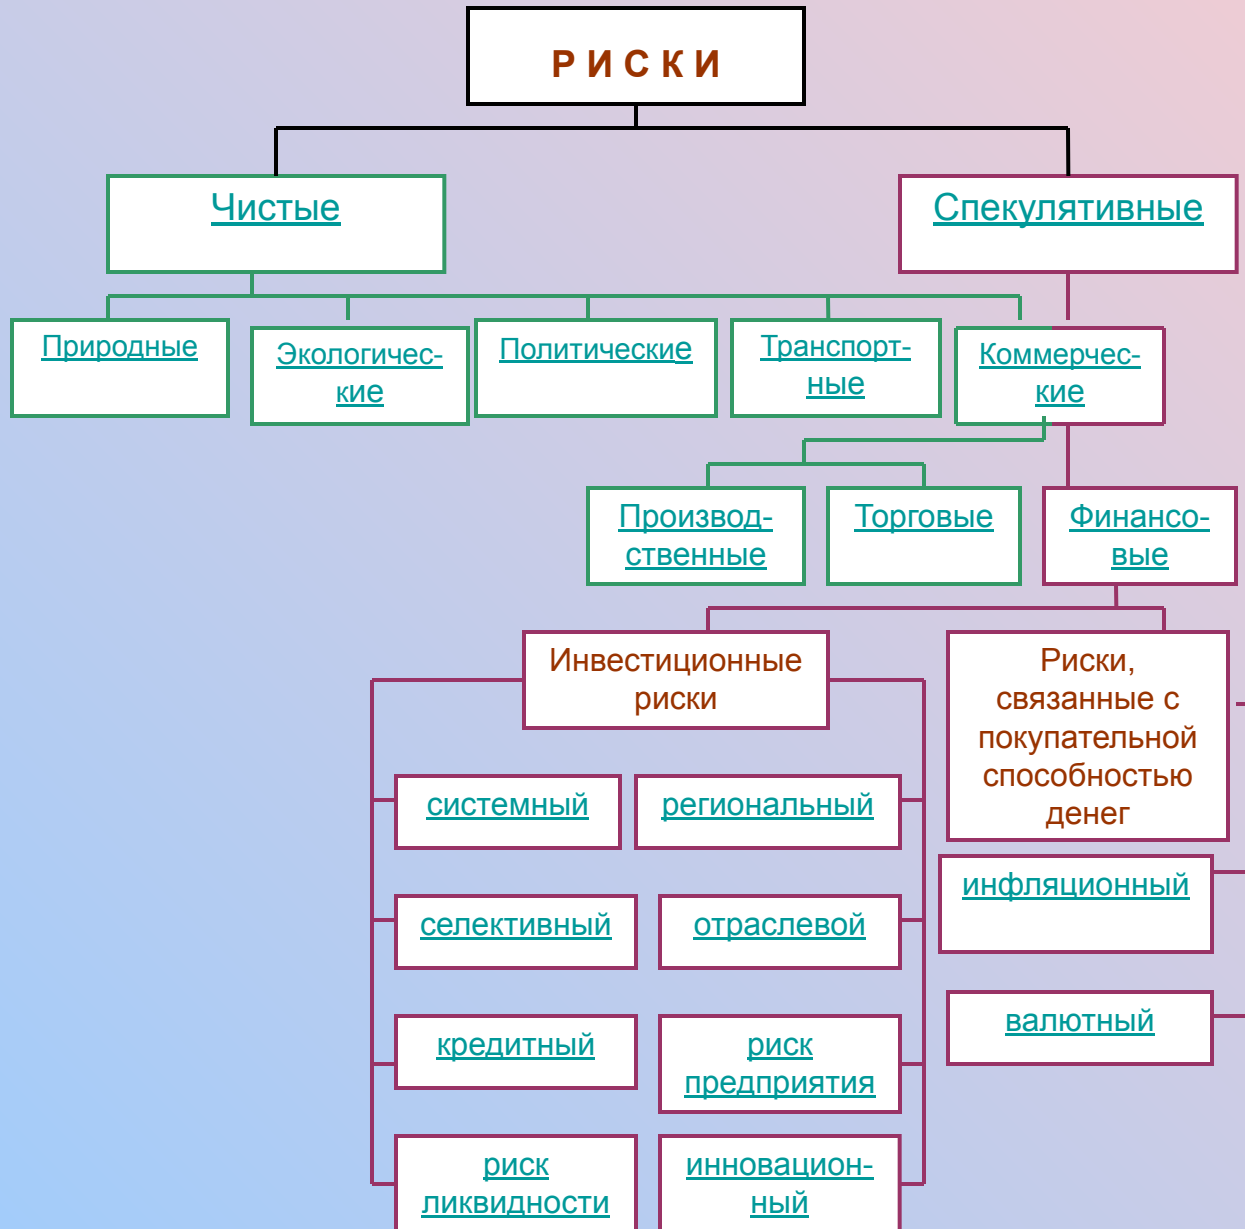 Р И С К И
Чистые
Спекулятивные
Природные
Экологичес-
кие
Политические
Транспорт-
ные
Коммерчес-
кие
Производ-
ственные
Торговые
Финансо-
вые
Инвестиционные
риски
Риски,
связанные с
покупательной
способностью
денег
системный
региональный
инфляционный
селективный
отраслевой
валютный
кредитный
риск
предприятия
риск
ликвидности
инновацион-
ный